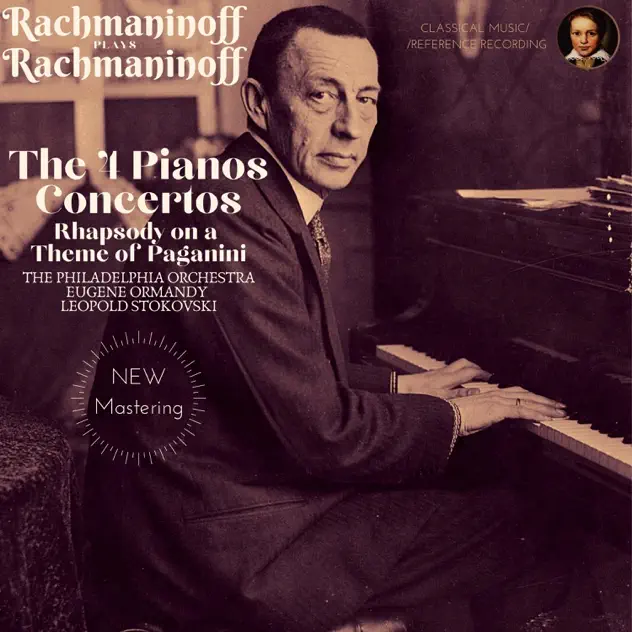 Rachmaninoff
PLAYS
Rachmaninoff
CLASSICAL MUSIC/
/REFERENCE RECORDING
The 4 Pianos
Concertos
Rhapsody on a
Theme of Paganini
THE PHILADELPHIA ORCHESTRA
EUGENE ORMANDY
LEOPOLD STOKOVSKI
NEW
Mastering